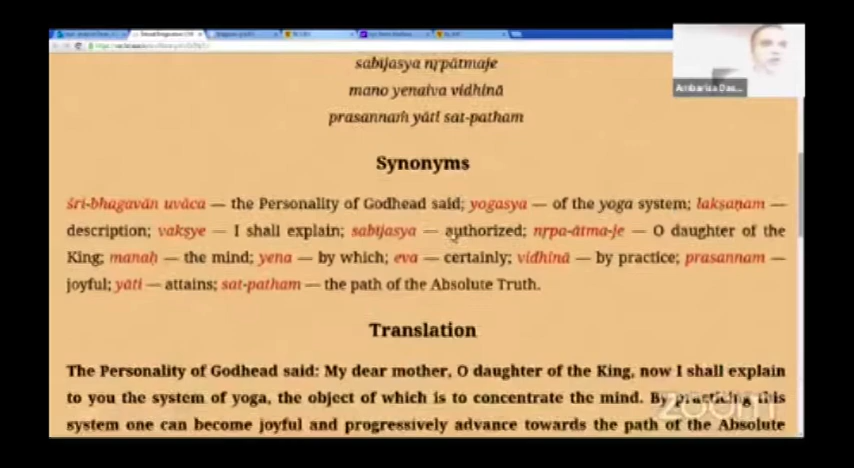 sabījasya nṛpātmaje
mano yenaiva vidhinā
prasannaṁ yāti sat-patham
Synonyms
śrī-bhagavān uvāca — the Personality of Godhead said; yogasya — of the yoga system; lakṣaṇam —
description; vakṣye — I shall explain; sabījasya — authorized; nṛpa-ātma-je — O daughter of the
King; manaḥ — the mind; yena — by which; eva — certainly; vidhinā — by practice; prasannam —
joyful; yāti — attains; sat-patham — the path of the Absolute Truth.
Translation
The Personality of Godhead said: My dear mother, O daughter of the King, now I shall explain
to you the system of yoga, the object of which is to concentrate the mind. By practicing this
system one can become joyful and progressively advance towards the path of the Absolute
Ambarisa Das...
zoom